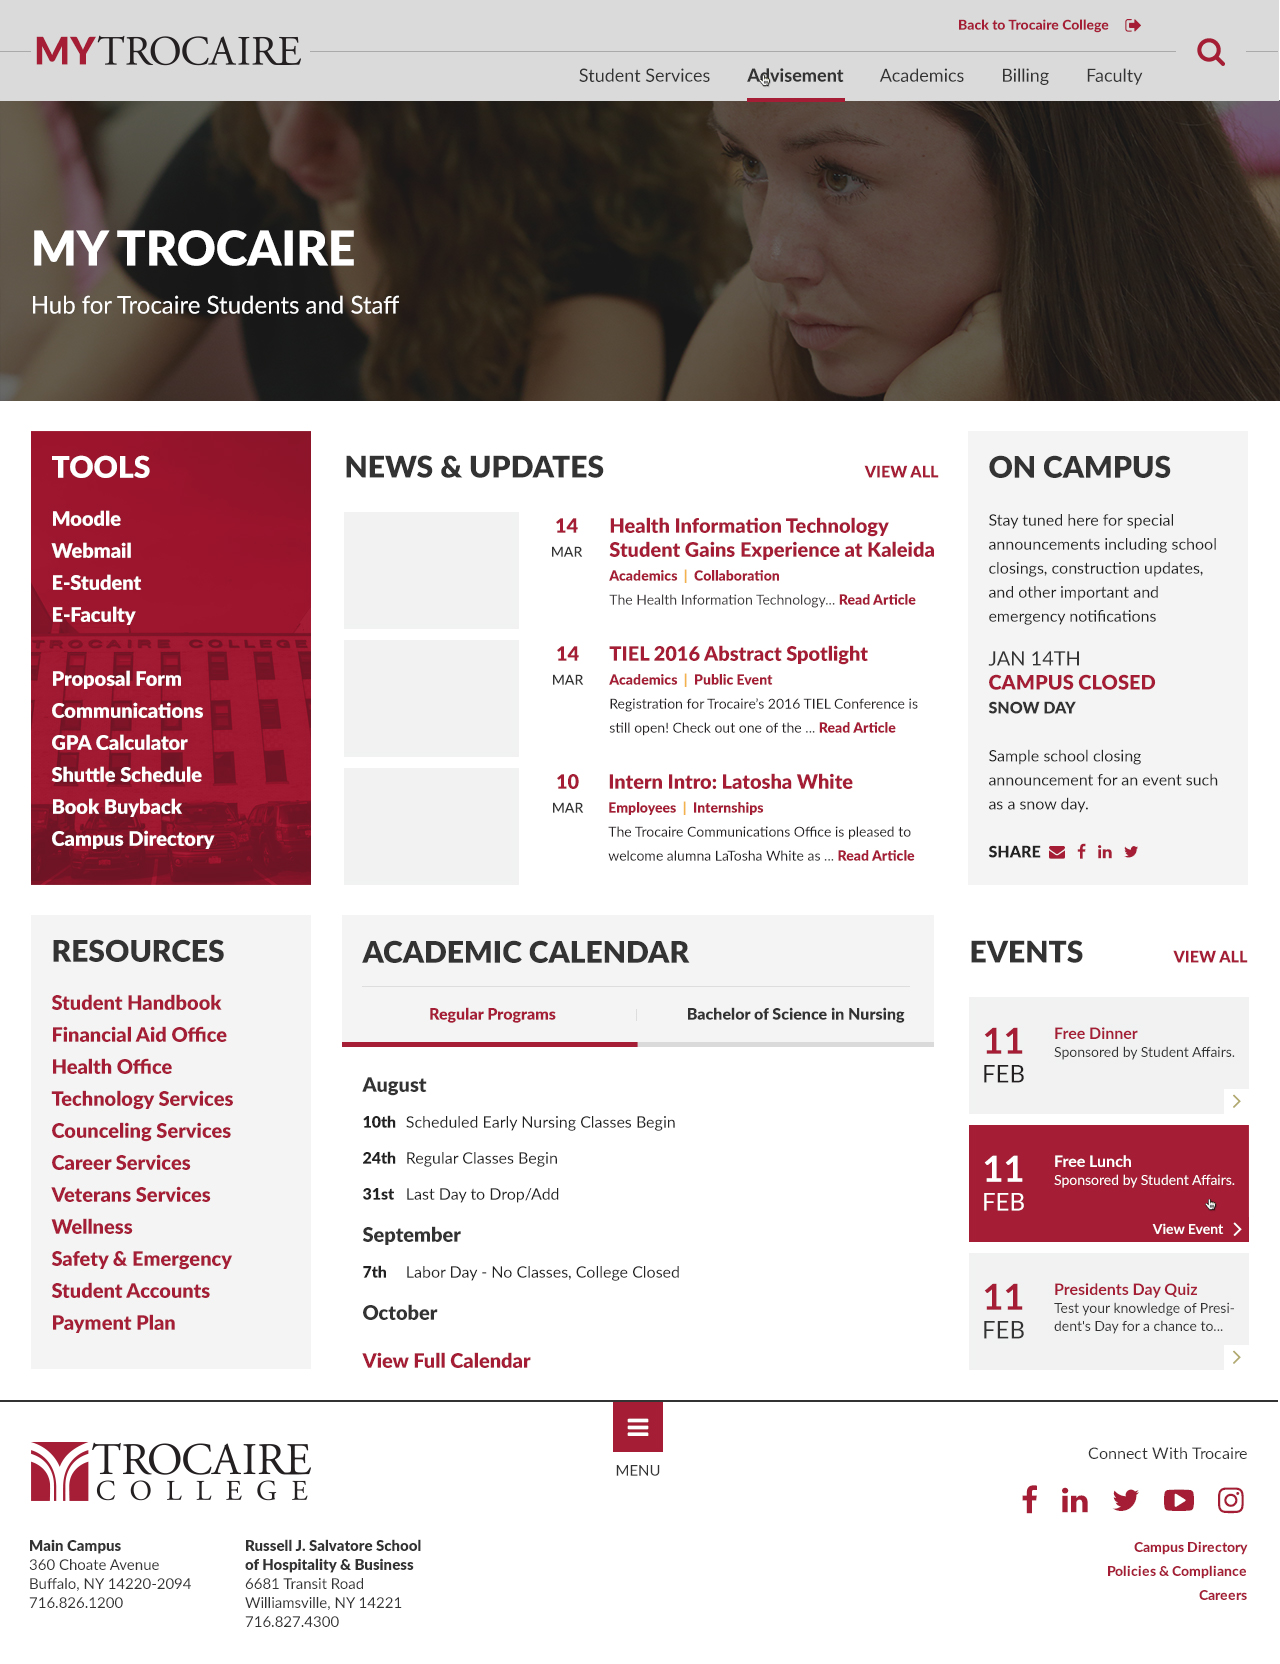 Back to Trocaire College
MYTROCAIRE
Student Services Advisement Academics Billing Faculty
MY TROCAIRE
Hub for Trocaire Students and Staff
TOOLS
Moodle
Webmail
E-Student
E-Faculty
TROCAIRE COLLEGE
Proposal Form
Communications
GPA Calculator
Shuttle Schedule
Book Buyback
Campus Directory
NEWS & UPDATES
VIEW ALL
14
MAR
Health Information Technology
Student Gains Experience at Kaleida
Academics | Collaboration
The Health Information Technology... Read Article
14
MAR
TIEL 2016 Abstract Spotlight
Academics | Public Event
Registration for Trocaire's 2016 TIEL Conference is
still open! Check out one of the ... Read Article
10
MAR
Intern Intro: Latosha White
Employees | Internships
The Trocaire Communications Office is pleased to
welcome alumna LaTosha White as ... Read Article
ON CAMPUS
Stay tuned here for special
announcements including school
closings, construction updates,
and other important and
emergency notifications
JAN 14TH
CAMPUS CLOSED
SNOW DAY
Sample school closing
announcement for an event such
as a snow day.
SHARE
RESOURCES
Student Handbook
Financial Aid Office
Health Office
Technology Services
Counceling Services
Career Services
Veterans Services
Wellness
Safety & Emergency
Student Accounts
Payment Plan
ACADEMIC CALENDAR
Regular Programs
Bachelor of Science in Nursing
August
10th Scheduled Early Nursing Classes Begin
24th Regular Classes Begin
31st Last Day to Drop/Add
September
7th Labor Day - No Classes, College Closed
October
View Full Calendar
EVENTS
VIEW ALL
11
FEB
Free Dinner
Sponsored by Student Affairs.
11
FEB
Free Lunch
Sponsored by Student Affairs.
View Event
11
FEB
Presidents Day Quiz
Test your knowledge of Presi-
dent's Day for a chance to...
TROCAIRE
COLLEGE
MENU
Connect With Trocaire
Main Campus
360 Choate Avenue
Buffalo, NY 14220-2094
716.826.1200
Russell J. Salvatore School
of Hospitality & Business
6681 Transit Road
Williamsville, NY 14221
716.827.4300
Campus Directory
Policies & Compliance
Careers